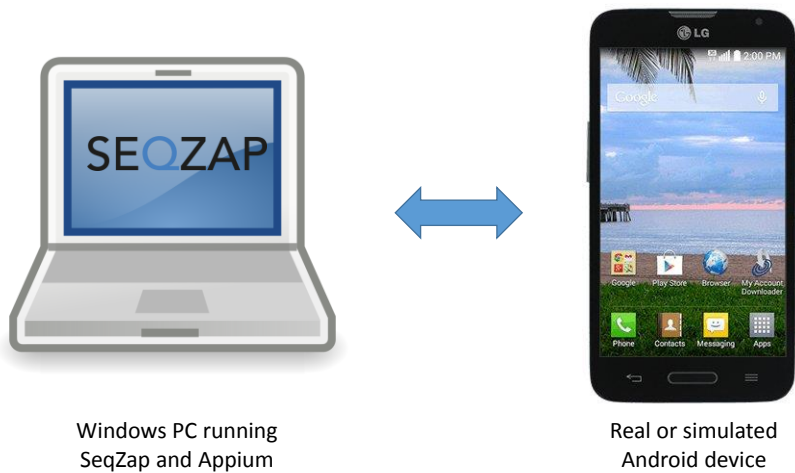 SEQZAP
LG
2:00 PM
Google
Google
Play Store
Browser
My Account
Downloader
Phone
Contacts
Messaging
Apps
Windows PC running
SeqZap and Appium
Real or simulated
Android device